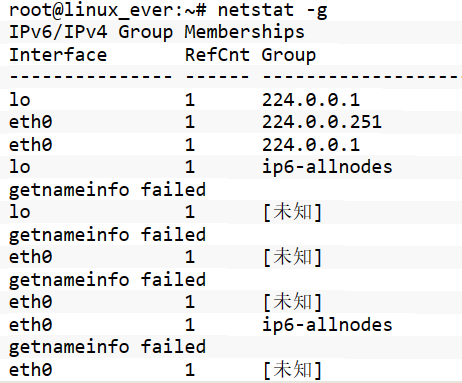 root@linux_ever:~# netstat -g
IPv6/IPv4 Group Memberships
Interface       RefCnt Group
--------------- ------ -------------------
lo              1      224.0.0.1
eth0            1      224.0.0.251
eth0            1      224.0.0.1
lo              1      ip6-allnodes
getnameinfo failed
lo              1      [未知]
getnameinfo failed
eth0            1      [未知]
getnameinfo failed
eth0            1      [未知]
eth0            1      ip6-allnodes
getnameinfo failed
eth0            1      [未知]